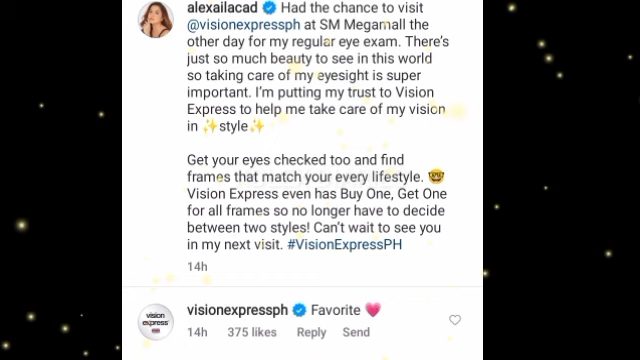 alexailacad Had the chance to visit
@visionexpressph at SM Megamall the
other day for my regular eye exam. There's
just so much beauty to see in this world
so taking care of my eyesight is super
important. I'm putting my trust to Vision
Express to help me take care of my vision
in ✨style✨
Get your eyes checked too and find
frames that match your every lifestyle. 🤓
Vision Express even has Buy One, Get One
for all frames so no longer have to decide
between two styles! Can't wait to see you
in my next visit. #VisionExpressPH
14h
vision
express
visionexpressph Favorite 💗
14h 375 likes Reply Send